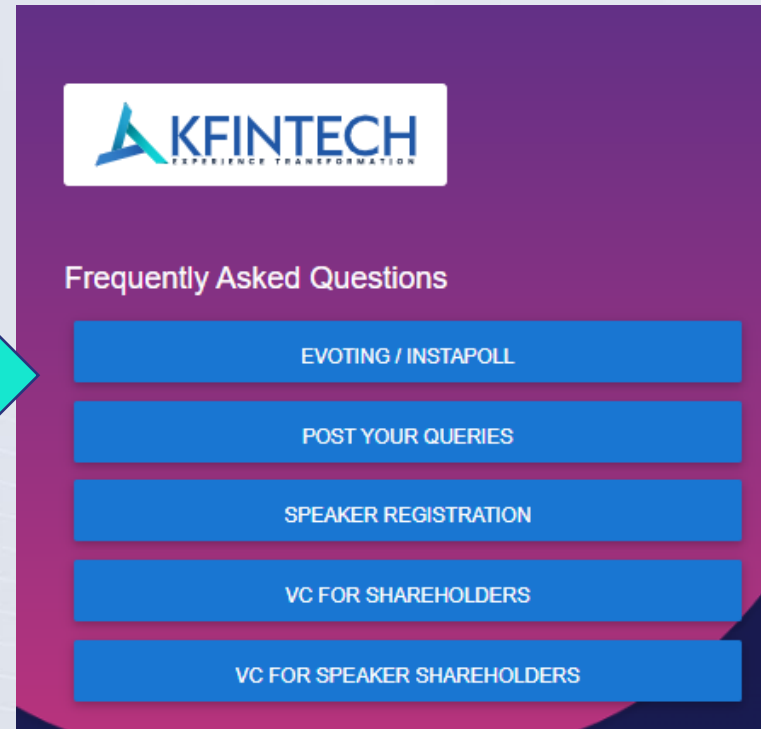 KFINTECH
EXPERIENCE TRANSFORMATION
Frequently Asked Questions
EVOTING / INSTAPOLL
POST YOUR QUERIES
SPEAKER REGISTRATION
VC FOR SHAREHOLDERS
VC FOR SPEAKER SHAREHOLDERS